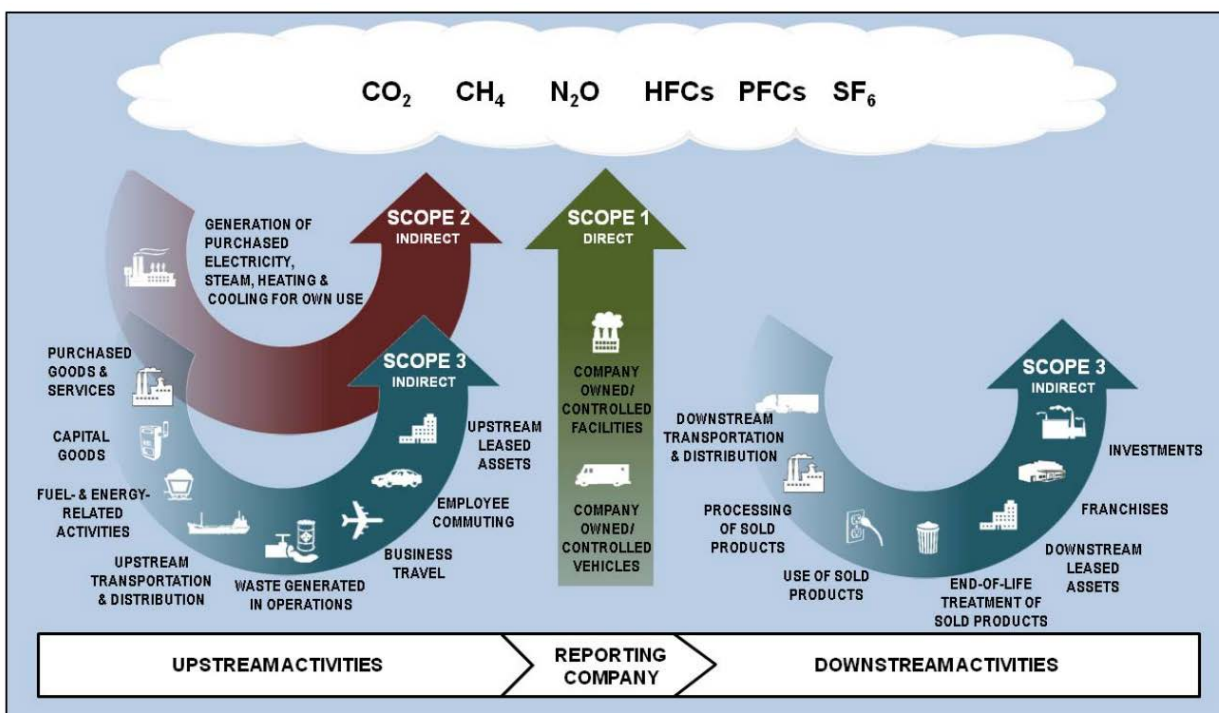 CO₂ CH₄ N₂O HFCs PFCs SF₆
SCOPE 2
INDIRECT
GENERATION OF
PURCHASED
ELECTRICITY,
STEAM, HEATING &
COOLING FOR OWN USE
SCOPE 1
DIRECT
COMPANY
OWNED/
CONTROLLED
FACILITIES
COMPANY
OWNED/
CONTROLLED
VEHICLES
SCOPE 3
INDIRECT
PURCHASED
GOODS &
SERVICES
CAPITAL
GOODS
FUEL- & ENERGY-
RELATED
ACTIVITIES
UPSTREAM
TRANSPORTATION
& DISTRIBUTION
WASTE GENERATED
IN OPERATIONS
BUSINESS
TRAVEL
EMPLOYEE
COMMUTING
UPSTREAM
LEASED
ASSETS
SCOPE 3
INDIRECT
DOWNSTREAM
TRANSPORTATION
& DISTRIBUTION
PROCESSING
OF SOLD
PRODUCTS
USE OF SOLD
PRODUCTS
END-OF-LIFE
TREATMENT OF
SOLD PRODUCTS
DOWNSTREAM
LEASED
ASSETS
FRANCHISES
INVESTMENTS
UPSTREAM ACTIVITIES
REPORTING
COMPANY
DOWNSTREAM ACTIVITIES